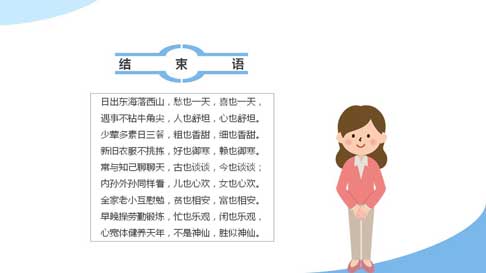 结 束 语
日出东海落西山，愁也一天，喜也一天，
遇事不钻牛角尖，人也舒坦，心也舒坦。
少荤多素日三餐，粗也香甜，细也香甜。
新旧衣服不挑拣，好也御寒，赖也御寒。
常与知己聊聊天，古也谈谈，今也谈谈；
内孙外孙同样看，儿也心欢，女也心欢。
全家老小互慰勉，贫也相安，富也相安。
早晚操劳勤锻炼，忙也乐观，闲也乐观，
心宽体健养天年，不是神仙，胜似神仙。